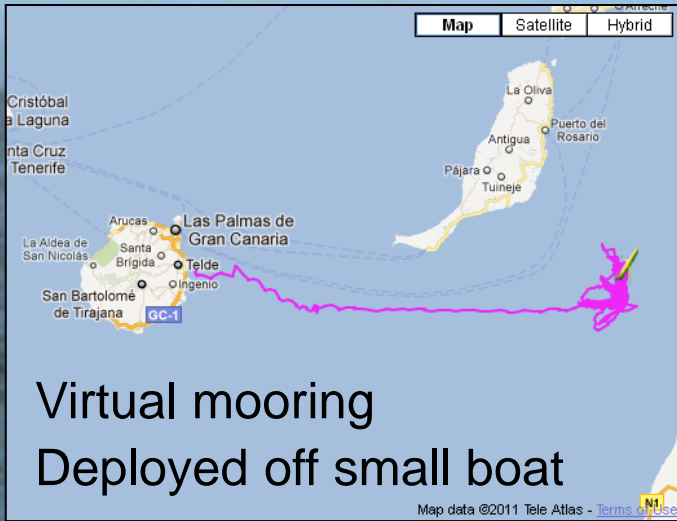 Arrecife
Map Satellite Hybrid
La Oliva
Cristóbal
a Laguna
Puerto del
Rosario
Antigua
nta Cruz
Tenerife
Pájara
Tuineje
Arucas
Las Palmas de
Gran Canaria
La Aldea de
San Nicolás
Santa
Brígida
Telde
Ingenio
San Bartolomé
de Tirajana
GC-1
Virtual mooring
Deployed off small boat
N1
Map data ©2011 Tele Atlas - Terms of Use